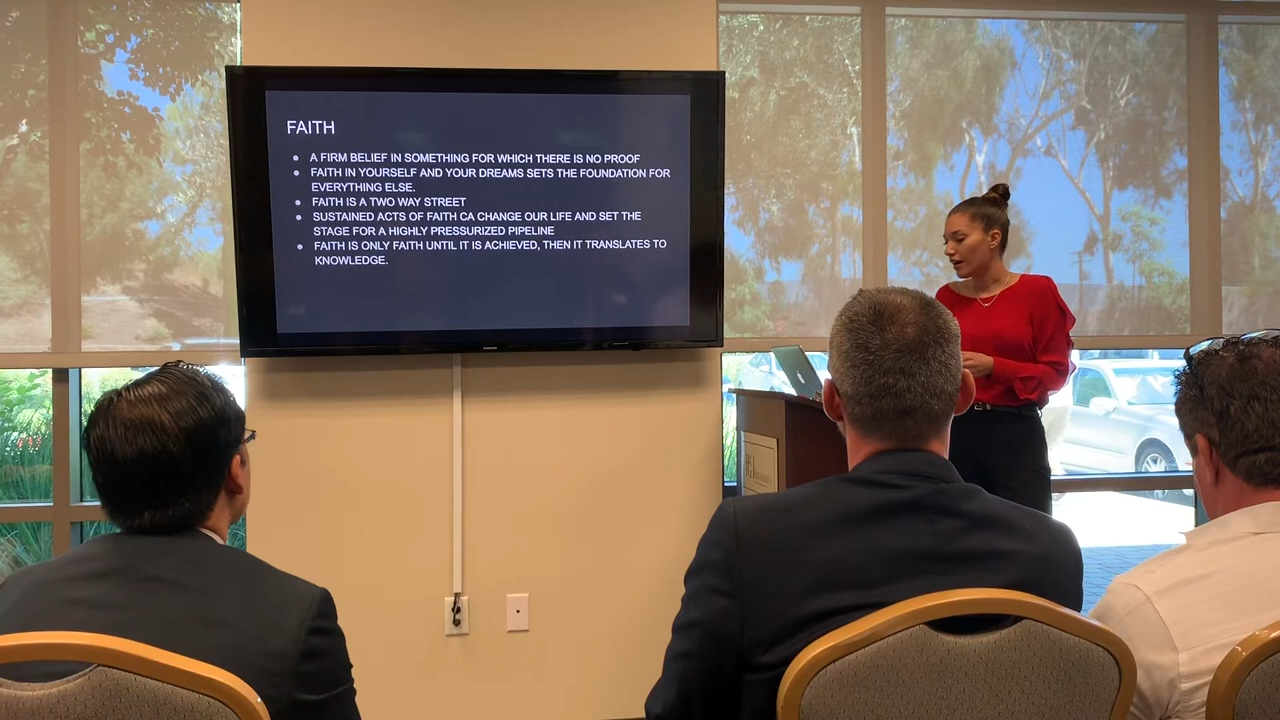 FAITH
● A FIRM BELIEF IN SOMETHING FOR WHICH THERE IS NO PROOF
● FAITH IN YOURSELF AND YOUR DREAMS SETS THE FOUNDATION FOR
EVERYTHING ELSE.
● FAITH IS A TWO WAY STREET
● SUSTAINED ACTS OF FAITH CA CHANGE OUR LIFE AND SET THE
STAGE FOR A HIGHLY PRESSURIZED PIPELINE
● FAITH IS ONLY FAITH UNTIL IT IS ACHIEVED, THEN IT TRANSLATES TO
KNOWLEDGE.